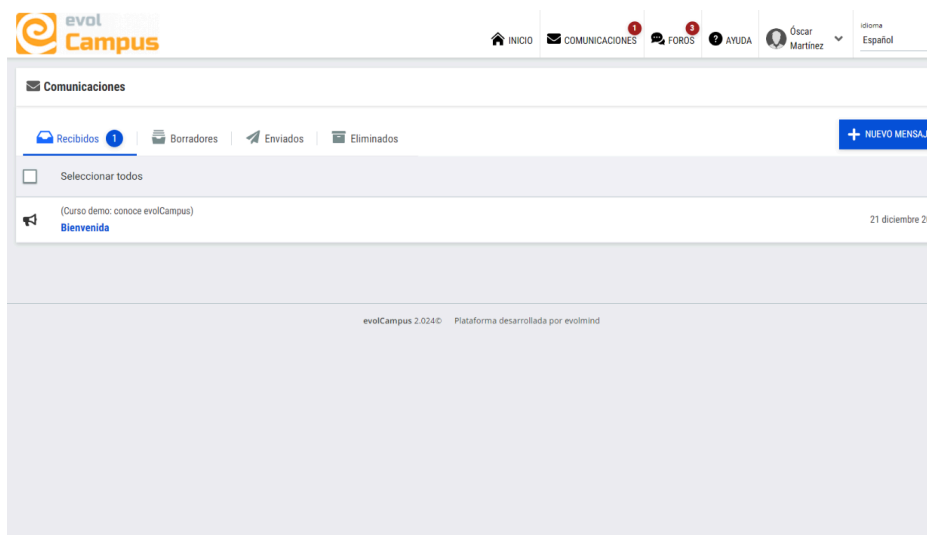 evol
Campus
INICIO
COMUNICACIONES 1
FOROS 3
AYUDA
Óscar
Martínez
idioma
Español
Comunicaciones
Recibidos 1
Borradores
Enviados
Eliminados
NUEVO MENSAJ
Seleccionar todos
(Curso demo: conoce evolCampus)
Bienvenida
21 diciembre 20
evolCampus 2.024© Plataforma desarrollada por evolmind